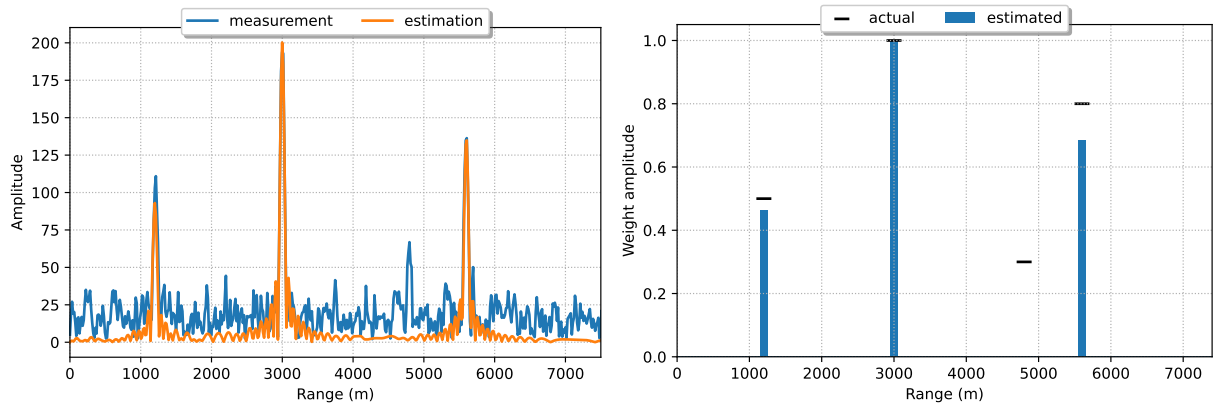 measurement estimation
200
175
150
125
100
75
50
25
0
Amplitude
0 1000 2000 3000 4000 5000 6000 7000
Range (m)
actual estimated
1.0
0.8
0.6
0.4
0.2
0.0
Weight amplitude
0 1000 2000 3000 4000 5000 6000 7000
Range (m)